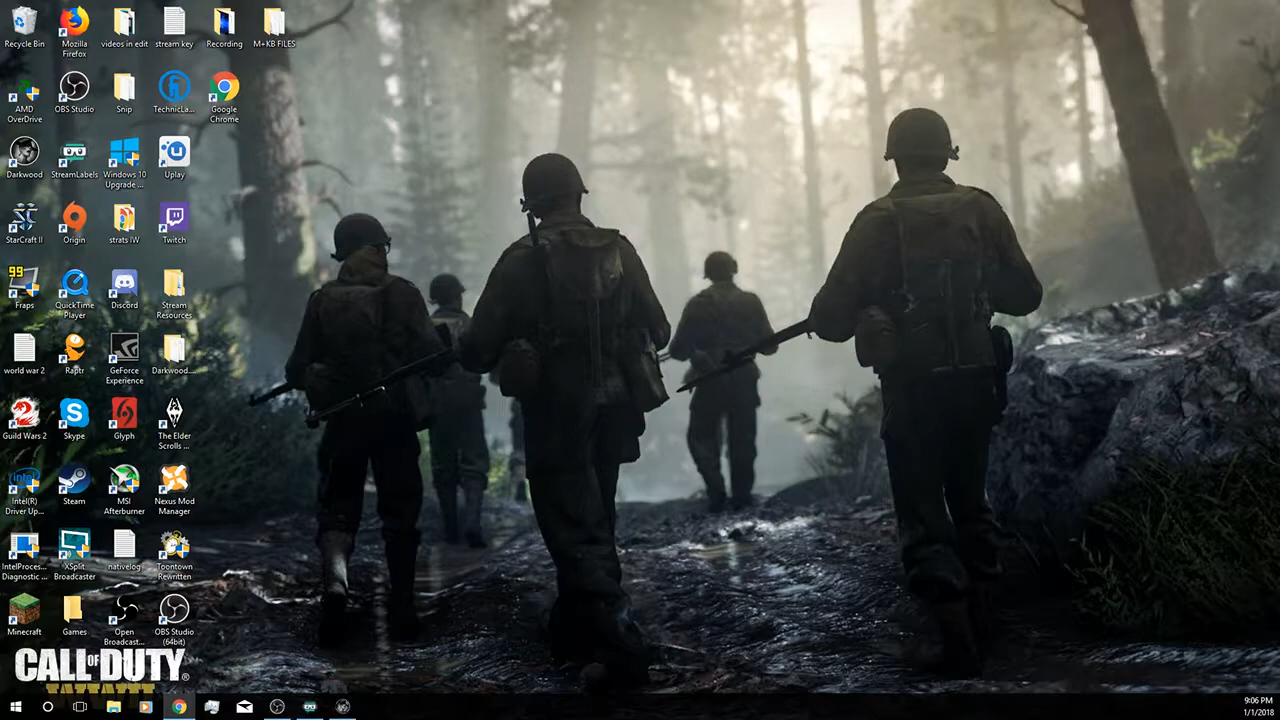 Recycle Bin
Mozilla
Firefox
videos in edit
stream key
Recording
M+KB FILES
AMD
OverDrive
OBS Studio
Snip
TechnicLa...
Google
Chrome
Darkwood
StreamLabels
Windows 10
Upgrade ...
Uplay
StarCraft II
Origin
strats IW
Twitch
99
Fraps
QuickTime
Player
Discord
Stream
Resources
world war 2
Raptr
GeForce
Experience
Darkwood...
Guild Wars 2
Skype
Glyph
The Elder
Scrolls ...
intel
Intel(R)
Driver Up...
Steam
MSI
Afterburner
Nexus Mod
Manager
IntelProces...
Diagnostic ...
XSplit
Broadcaster
nativelog
Toontown
Rewritten
Minecraft
Games
Open
Broadcast...
OBS Studio
(64bit)
CALL OF DUTY®
9:06 PM
1/1/2018